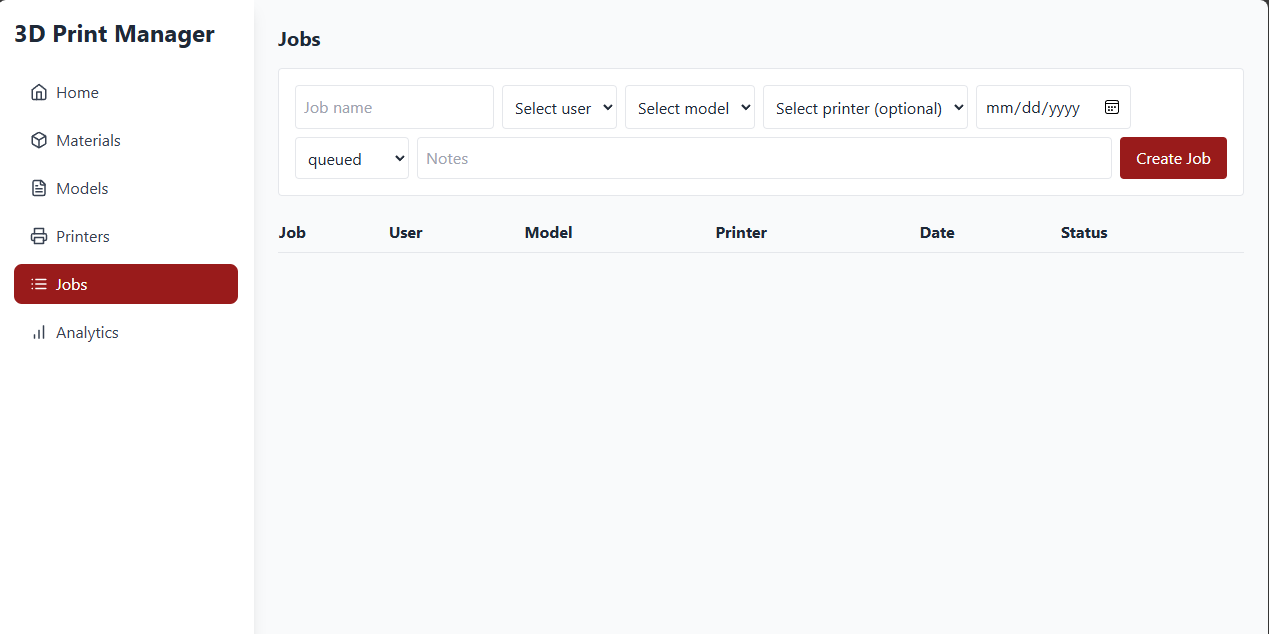 3D Print Manager
Home
Materials
Models
Printers
Jobs
Analytics
Jobs
Job name Select user Select model Select printer (optional) mm/dd/yyyy
queued Notes Create Job
Job User Model Printer Date Status